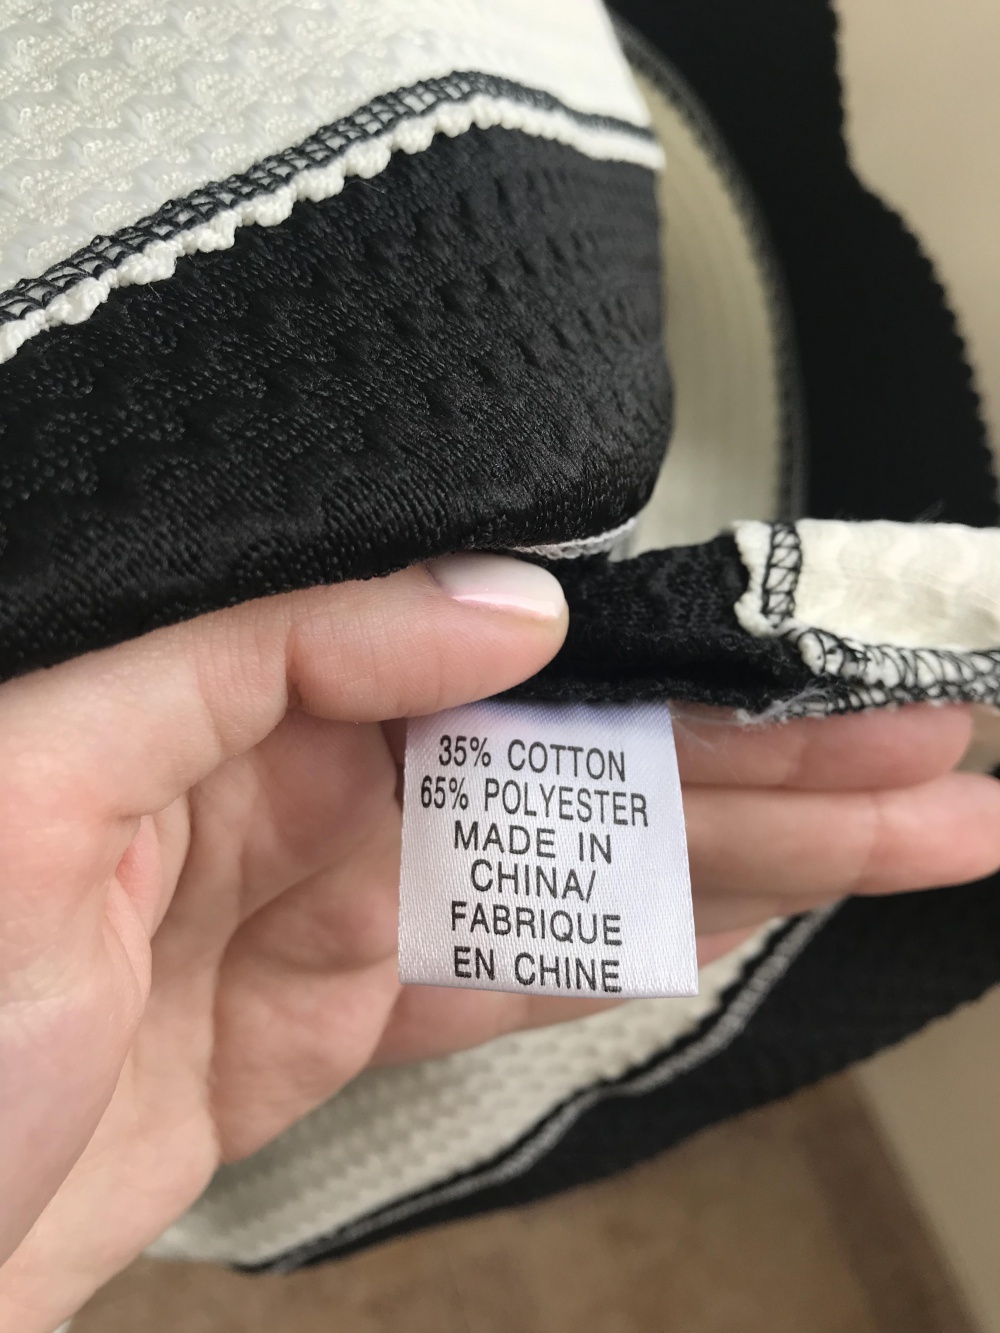 35% COTTON
65% POLYESTER
MADE IN
CHINA/
FABRIQUE
EN CHINE